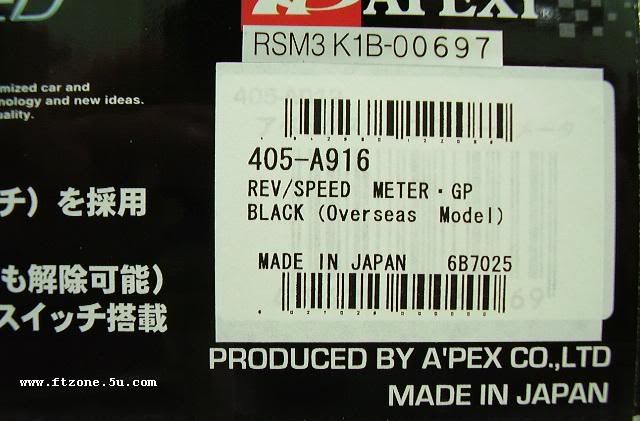 A'PEXi
RSM3 K1B-00697
mized car and
nology and new ideas.
uality.
405-A916
REV/SPEED METER・GP
BLACK (Overseas Model)
MADE IN JAPAN 6B7025
チ）を採用
も解除可能）
スイッチ搭載
PRODUCED BY A'PEX CO.,LTD
MADE IN JAPAN
www.ftzone.5u.com